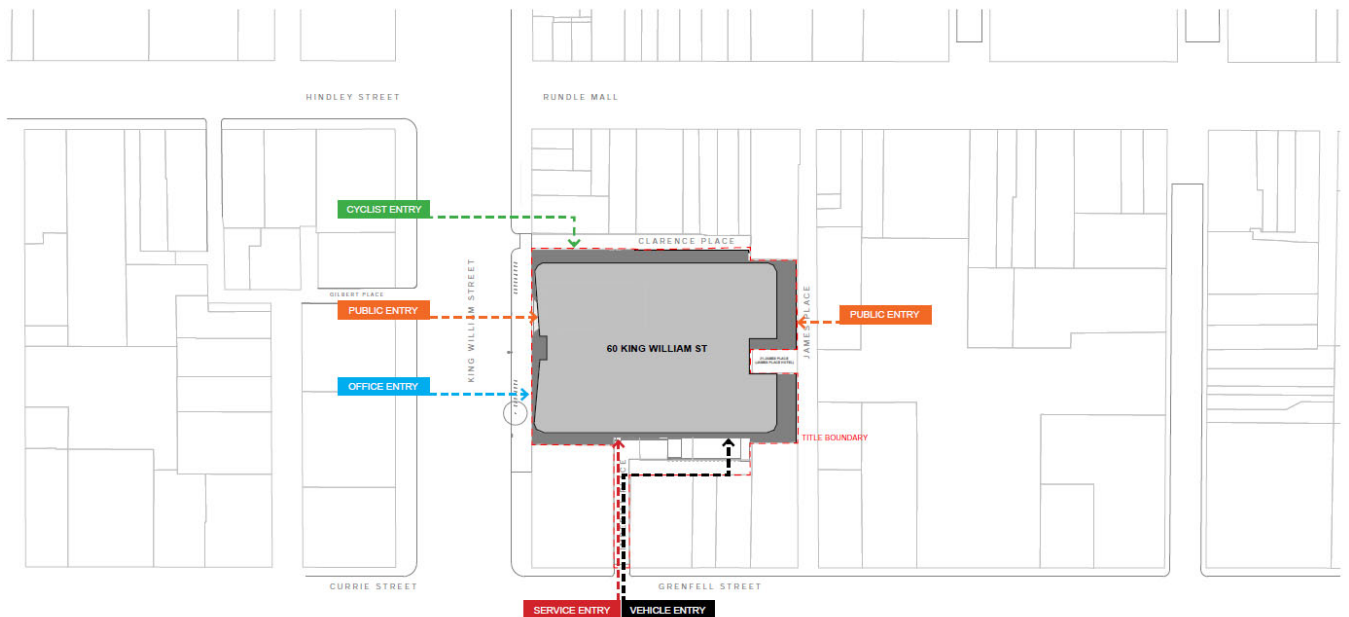 HINDLEY STREET
RUNDLE MALL
CYCLIST ENTRY
CLARENCE PLACE
KING WILLIAM STREET
GILBERT PLACE
PUBLIC ENTRY
JAMES PLACE
PUBLIC ENTRY
60 KING WILLIAM ST
OFFICE ENTRY
TITLE BOUNDARY
CURRIE STREET
GRENFELL STREET
SERVICE ENTRY
VEHICLE ENTRY